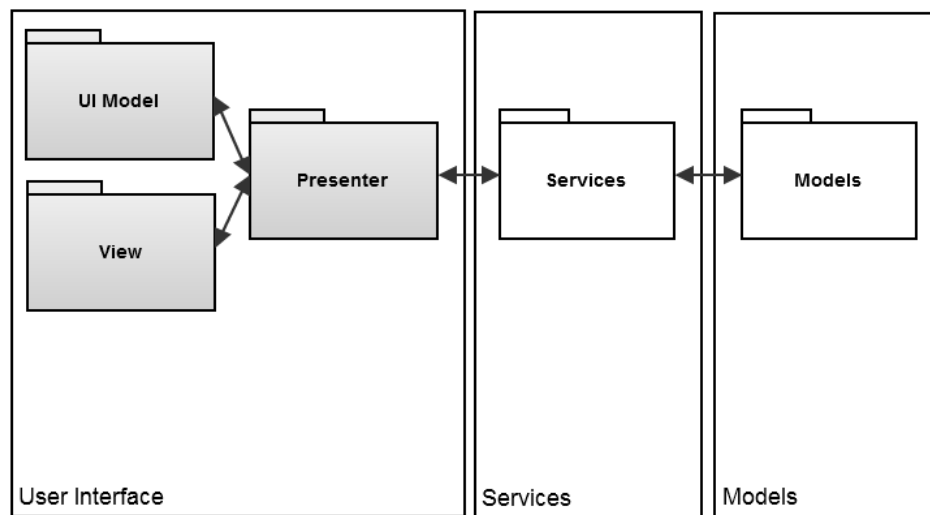 UI Model
View
Presenter
Services
Models
User Interface
Services
Models